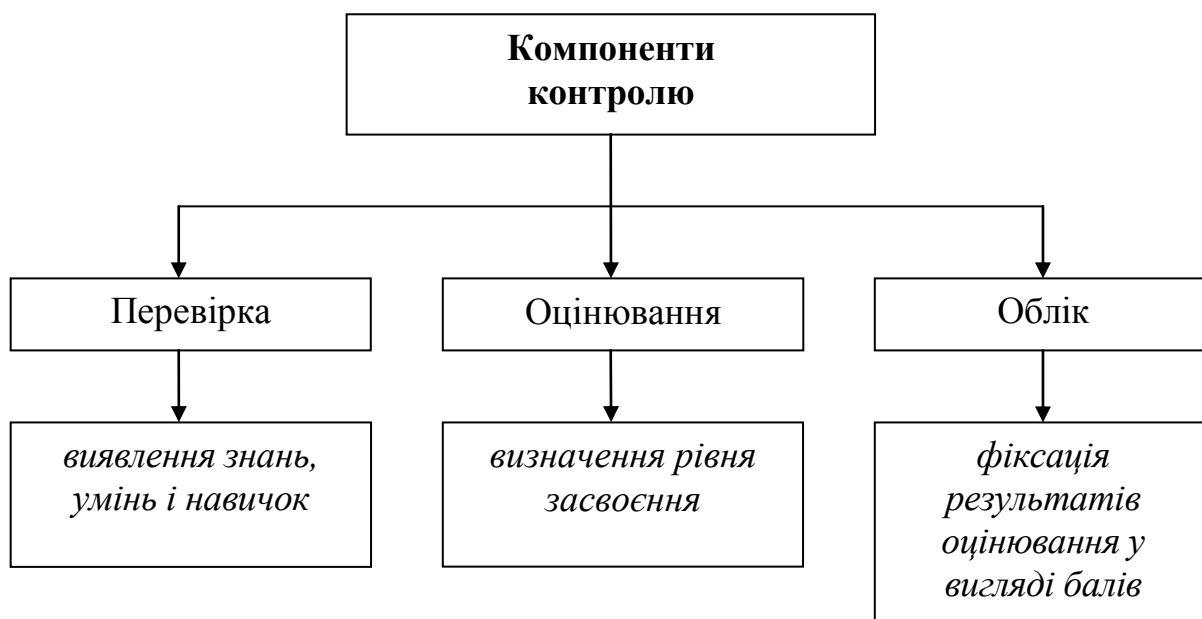 Компоненти
контролю
Перевірка
Оцінювання
Облік
виявлення знань,
умінь і навичок
визначення рівня
засвоєння
фіксація
результатів
оцінювання у
вигляді балів